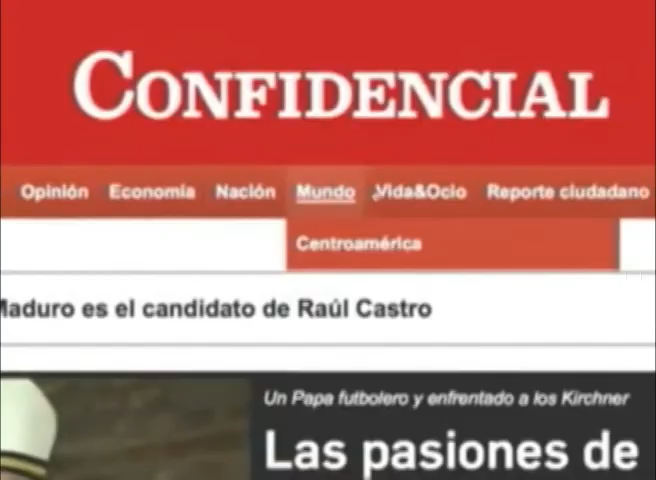 CONFIDENCIAL
Opinión Economía Nación Mundo Vida&Ocio Reporte ciudadano
Centroamérica
Maduro es el candidato de Raúl Castro
Un Papa futbolero y enfrentado a los Kirchner
Las pasiones de